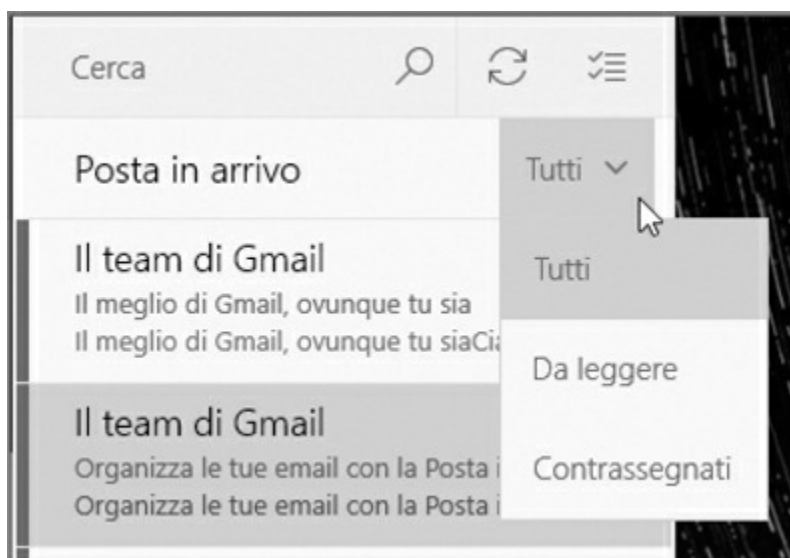 Cerca
Posta in arrivo
Tutti
Tutti
Da leggere
Contrassegnati
Il team di Gmail
Il meglio di Gmail, ovunque tu sia
Il meglio di Gmail, ovunque tu siaCia
Il team di Gmail
Organizza le tue email con la Posta i
Organizza le tue email con la Posta i